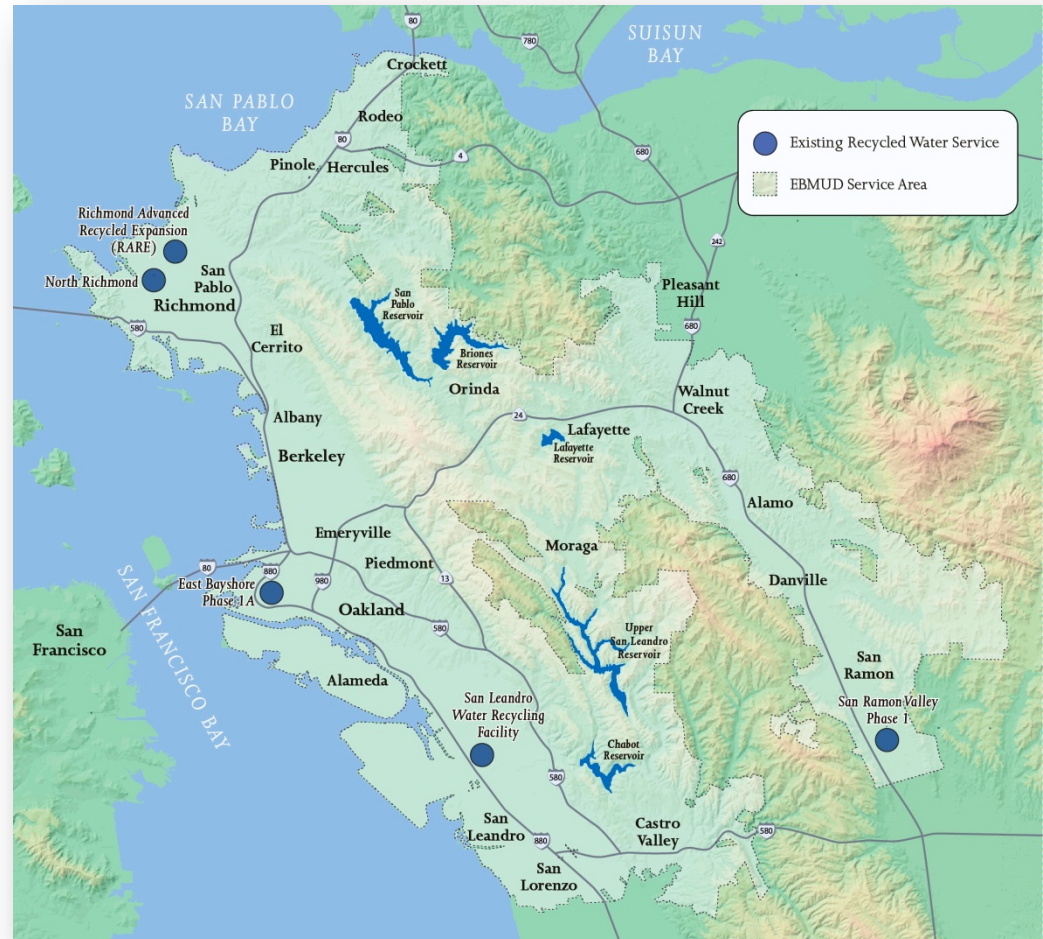 80
780
SUISUN
BAY
Crockett
SAN PABLO
BAY
Rodeo
80
Existing Recycled Water Service
EBMUD Service Area
680
4
Pinole
Hercules
Richmond Advanced
Recycled Expansion
(RARE)
242
North Richmond
San
Pablo
Richmond
Pleasant
Hill
San
Pablo
Reservoir
580
680
El
Cerrito
Briones
Reservoir
Orinda
Walnut
Creek
24
Albany
Lafayette
Lafayette
Reservoir
Berkeley
680
Alamo
Emeryville
Moraga
Piedmont
80
880
980
13
Danville
East Bayshore
Phase 1A
Oakland
SAN FRANCISCO BAY
San
Francisco
580
Upper
San Leandro
Reservoir
San
Ramon
Alameda
San Leandro
Water Recycling
Facility
San Ramon Valley
Phase 1
Chabot
Reservoir
580
San
Leandro
880
Castro
Valley
580
San
Lorenzo